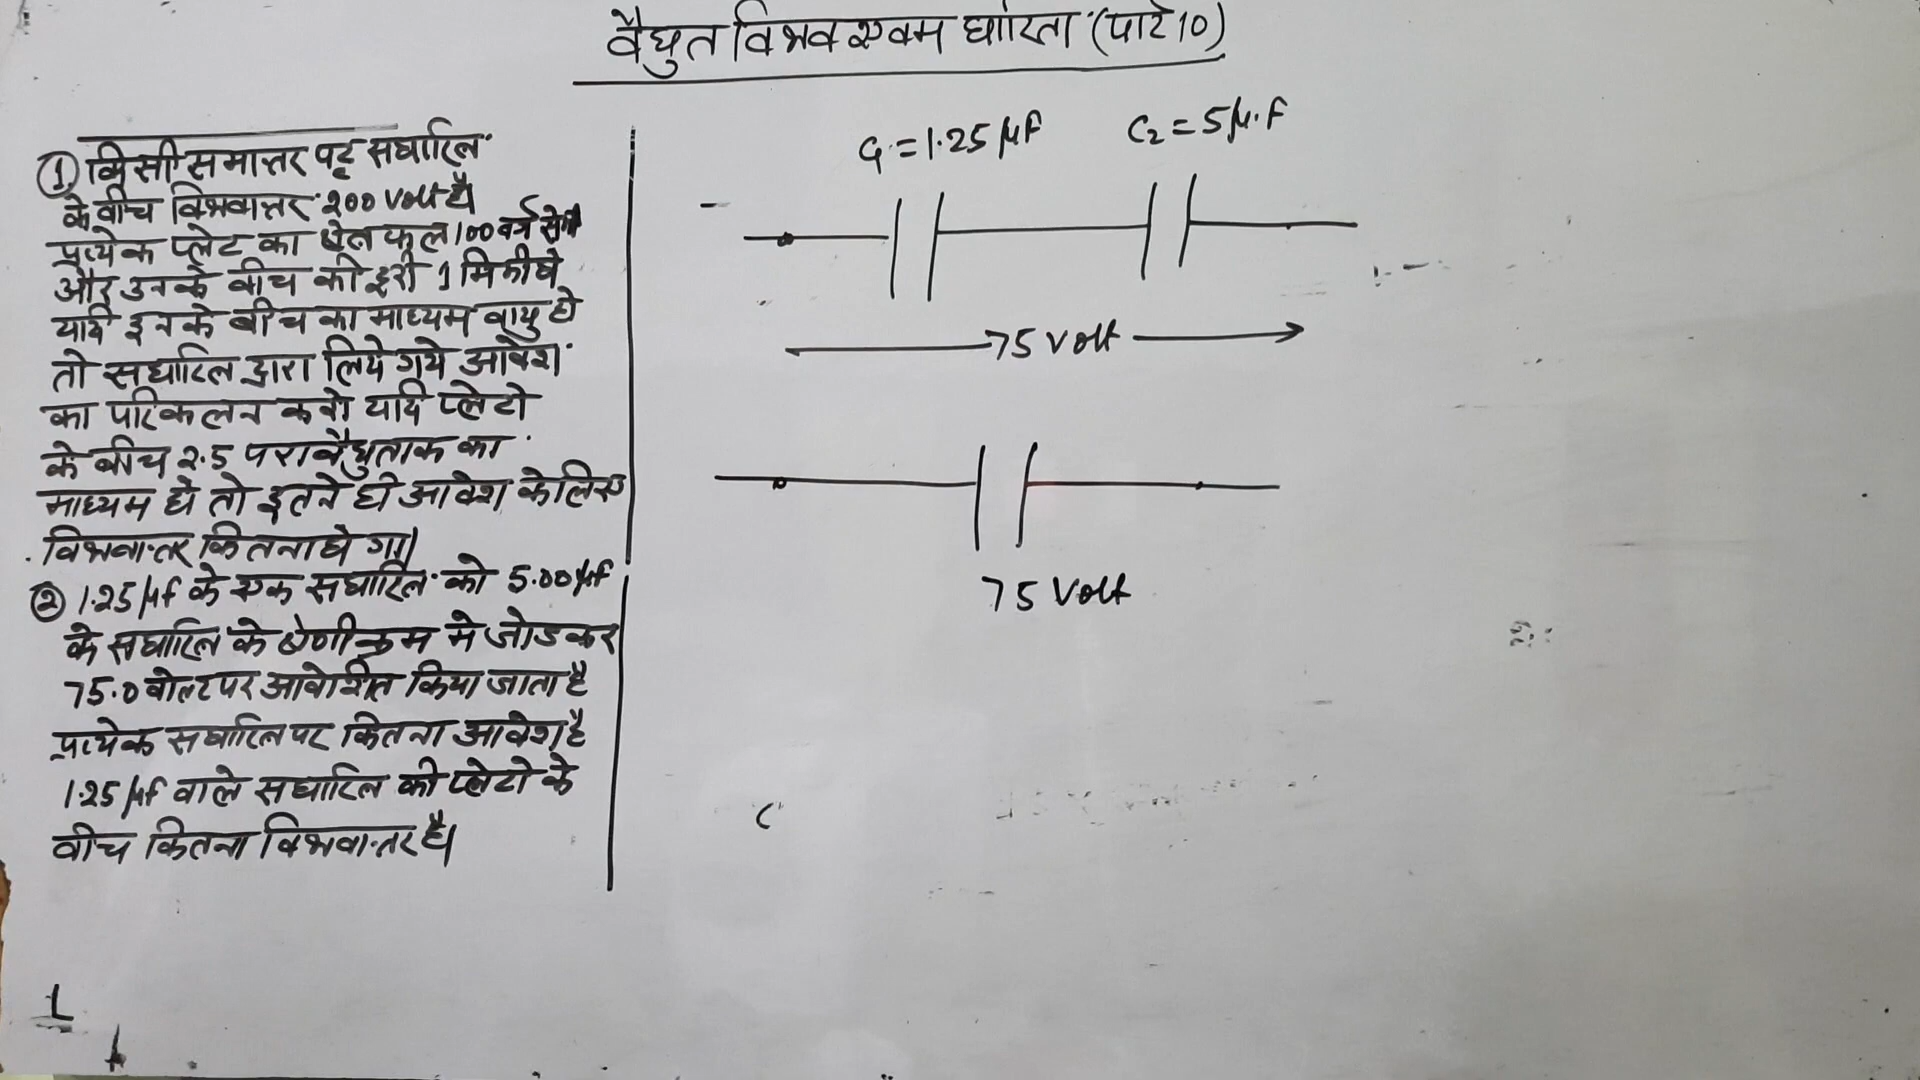 वैधुत विभव एवम धारिता (पार्ट 10)
① किसी समान्तर पट्ट संधारित्र
के बीच विभवान्तर 200 Volt है।
प्रत्येक प्लेट का क्षेत्रफल 100 वर्ग सेमी
और उनके बीच की दूरी 1 मिमी है
यदि इनके बीच का माध्यम वायु हो
तो संधारित्र द्वारा लिये गये आवेश
का परिकलन करो यदि प्लेटो
के बीच 2.5 परावैधुतांक का
माध्यम हो तो इतने ही आवेश के लिए
विभवान्तर कितना होगा।
② 1.25 μf के एक संधारित्र को 5.00 μf
के संधारित्र के श्रेणीक्रम मे जोडकर
75.0 वोल्ट पर आवेशित किया जाता है
प्रत्येक संधारित्र पर कितना आवेश है
1.25 μf वाले संधारित्र की प्लेटो के
बीच कितना विभवान्तर है।
C₁ = 1.25 μF C₂ = 5 μ.F
75 Volt
75 Volt
C